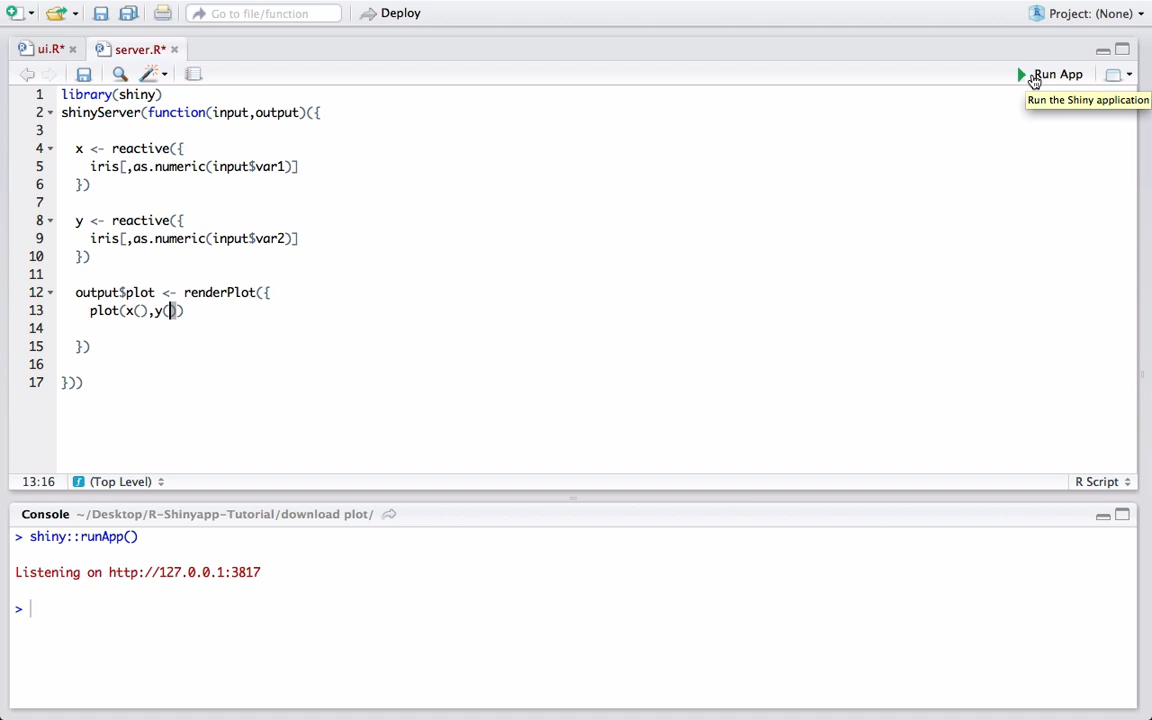 Go to file/function
Deploy
Project: (None)
ui.R*
server.R*
Run App
Run the Shiny application
1 library(shiny)
2 shinyServer(function(input,output)({
3
4 x <- reactive({
5 iris[,as.numeric(input$var1)]
6 })
7
8 y <- reactive({
9 iris[,as.numeric(input$var2)]
10 })
11
12 output$plot <- renderPlot({
13 plot(x(),y())
14
15 })
16
17 }))
13:16 (Top Level) R Script
Console ~/Desktop/R-Shinyapp-Tutorial/download plot/
> shiny::runApp()
Listening on http://127.0.0.1:3817
>